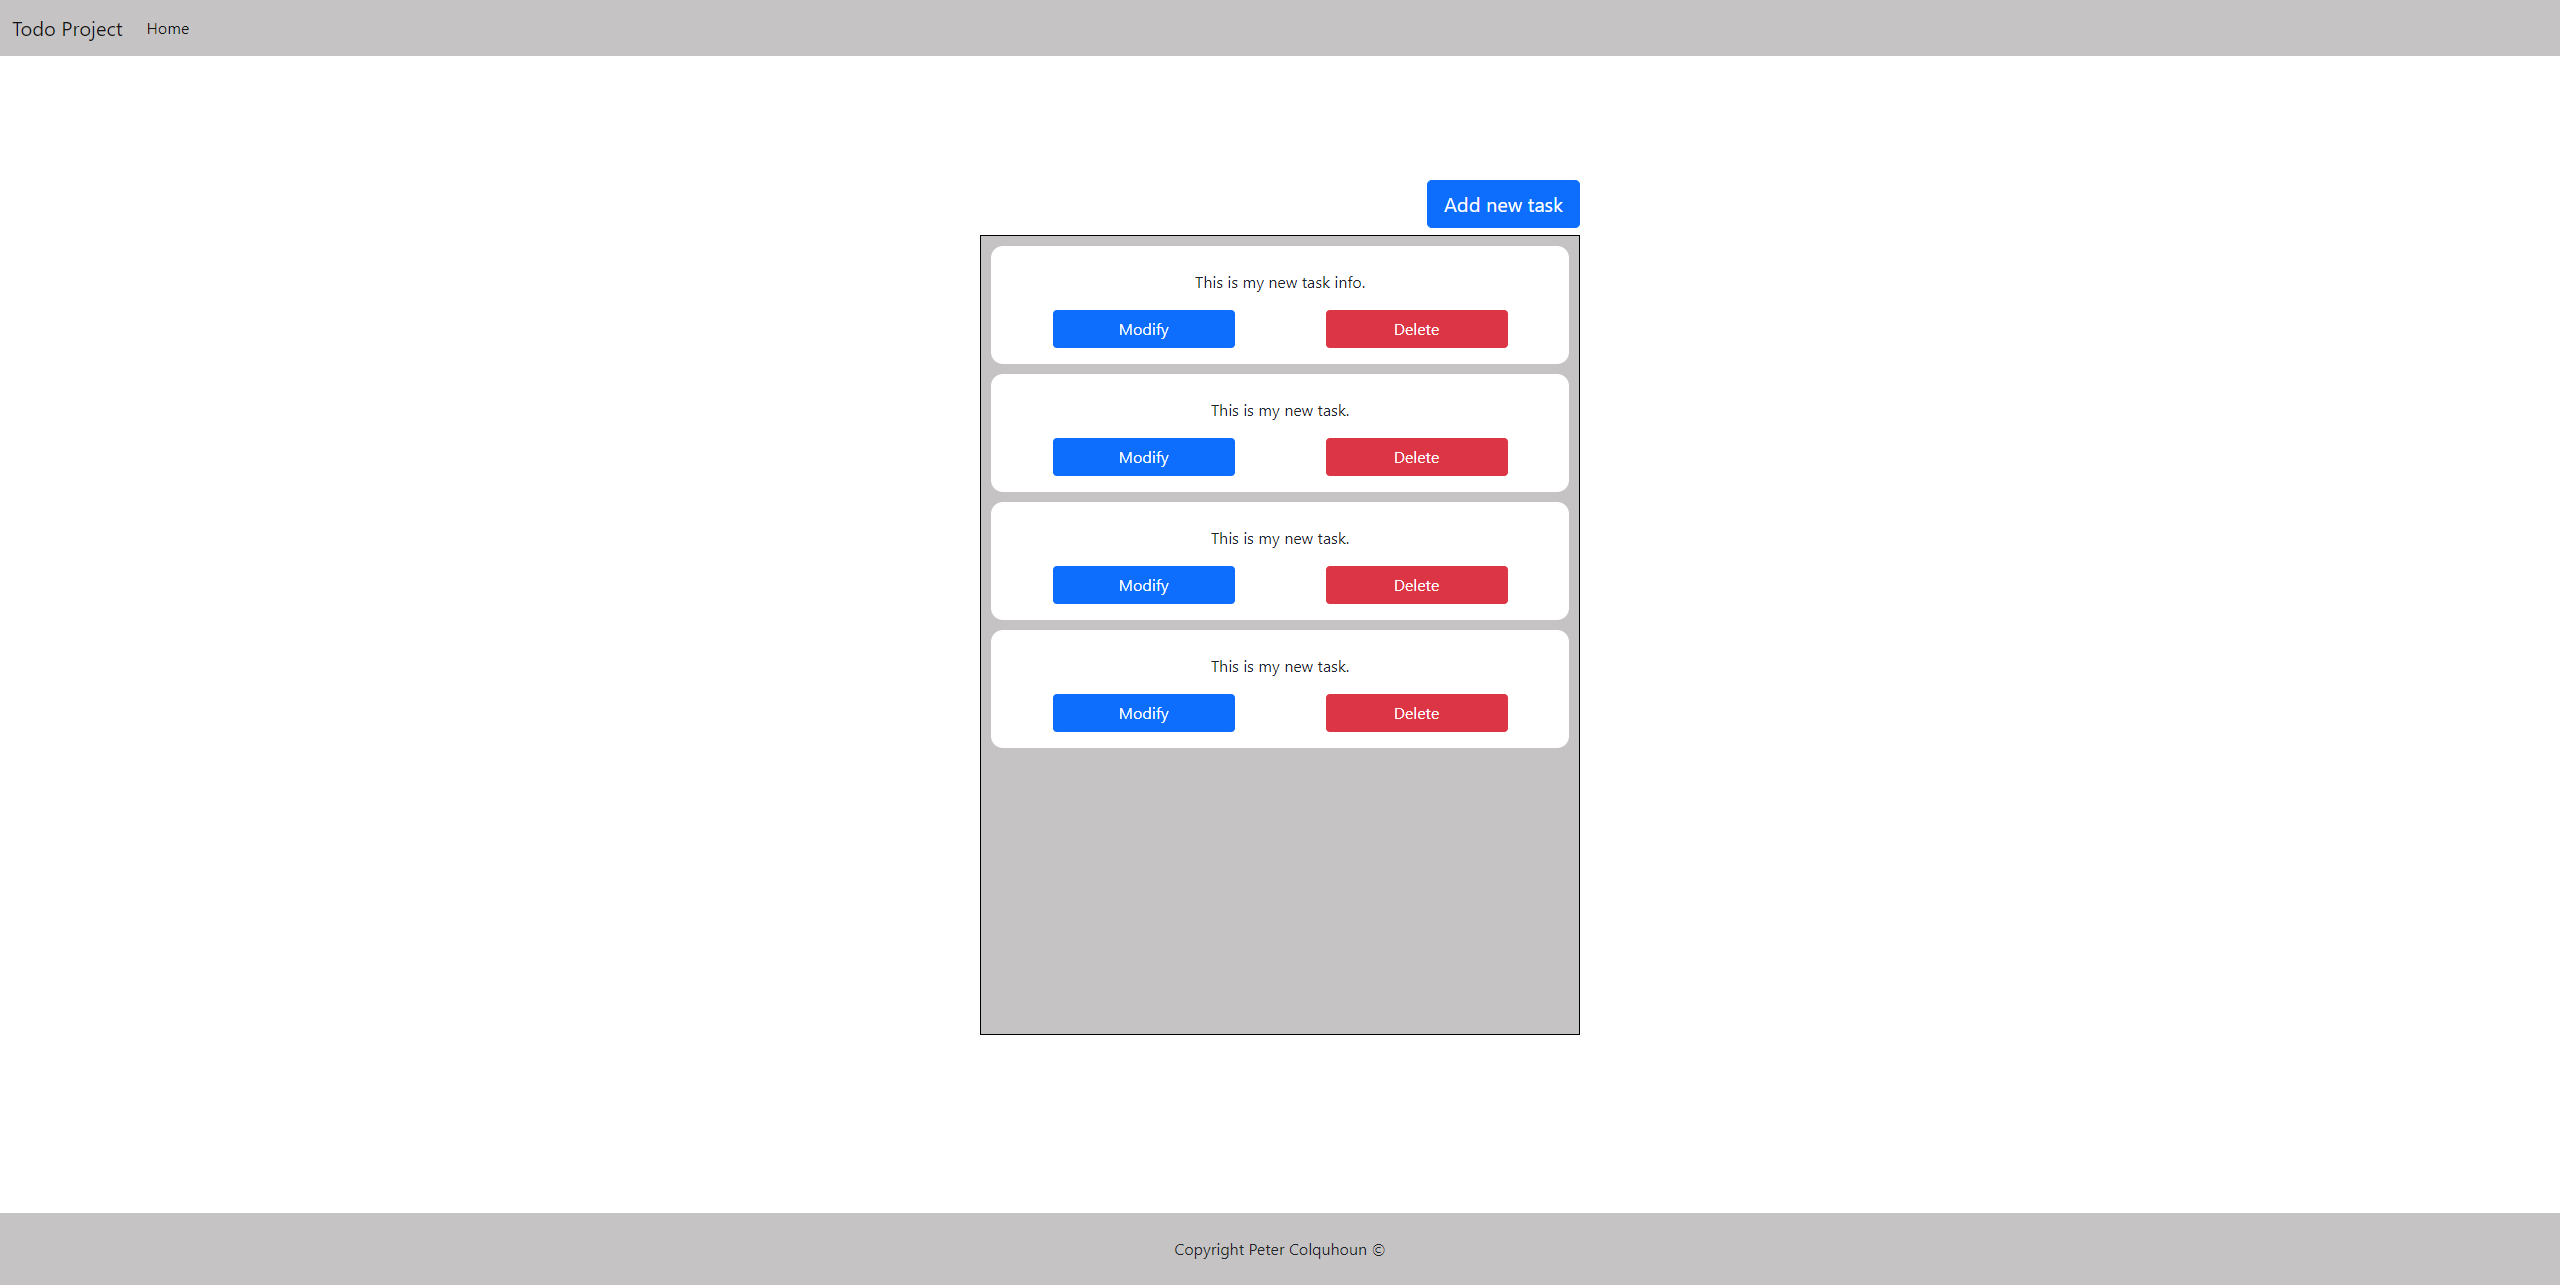 Todo Project Home
Add new task
This is my new task info.
Modify Delete
This is my new task.
Modify Delete
This is my new task.
Modify Delete
This is my new task.
Modify Delete
Copyright Peter Colquhoun ©